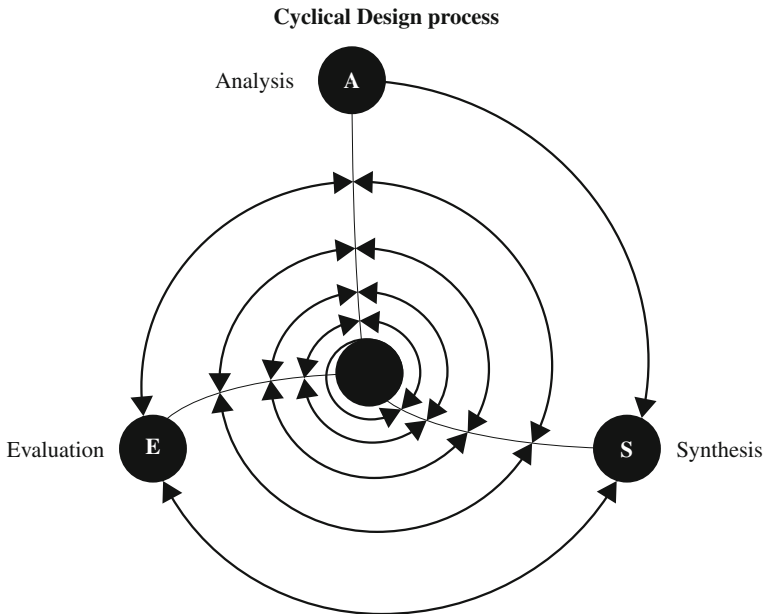 Cyclical Design process
Analysis
A
Evaluation
E
S
Synthesis